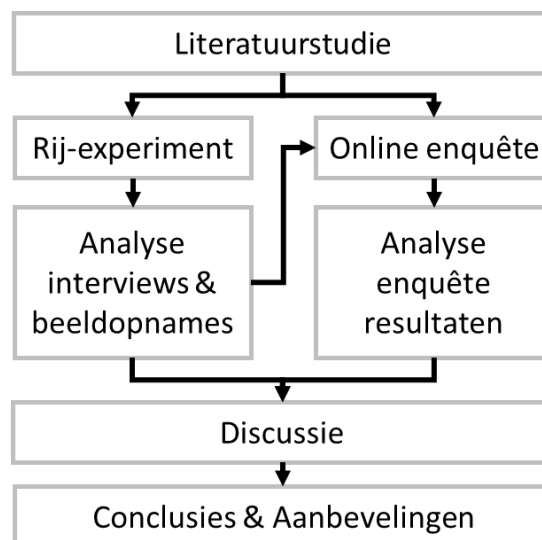 Literatuurstudie
Rij-experiment
Online enquête
Analyse
interviews &
beeldopnames
Analyse
enquête
resultaten
Discussie
Conclusies & Aanbevelingen